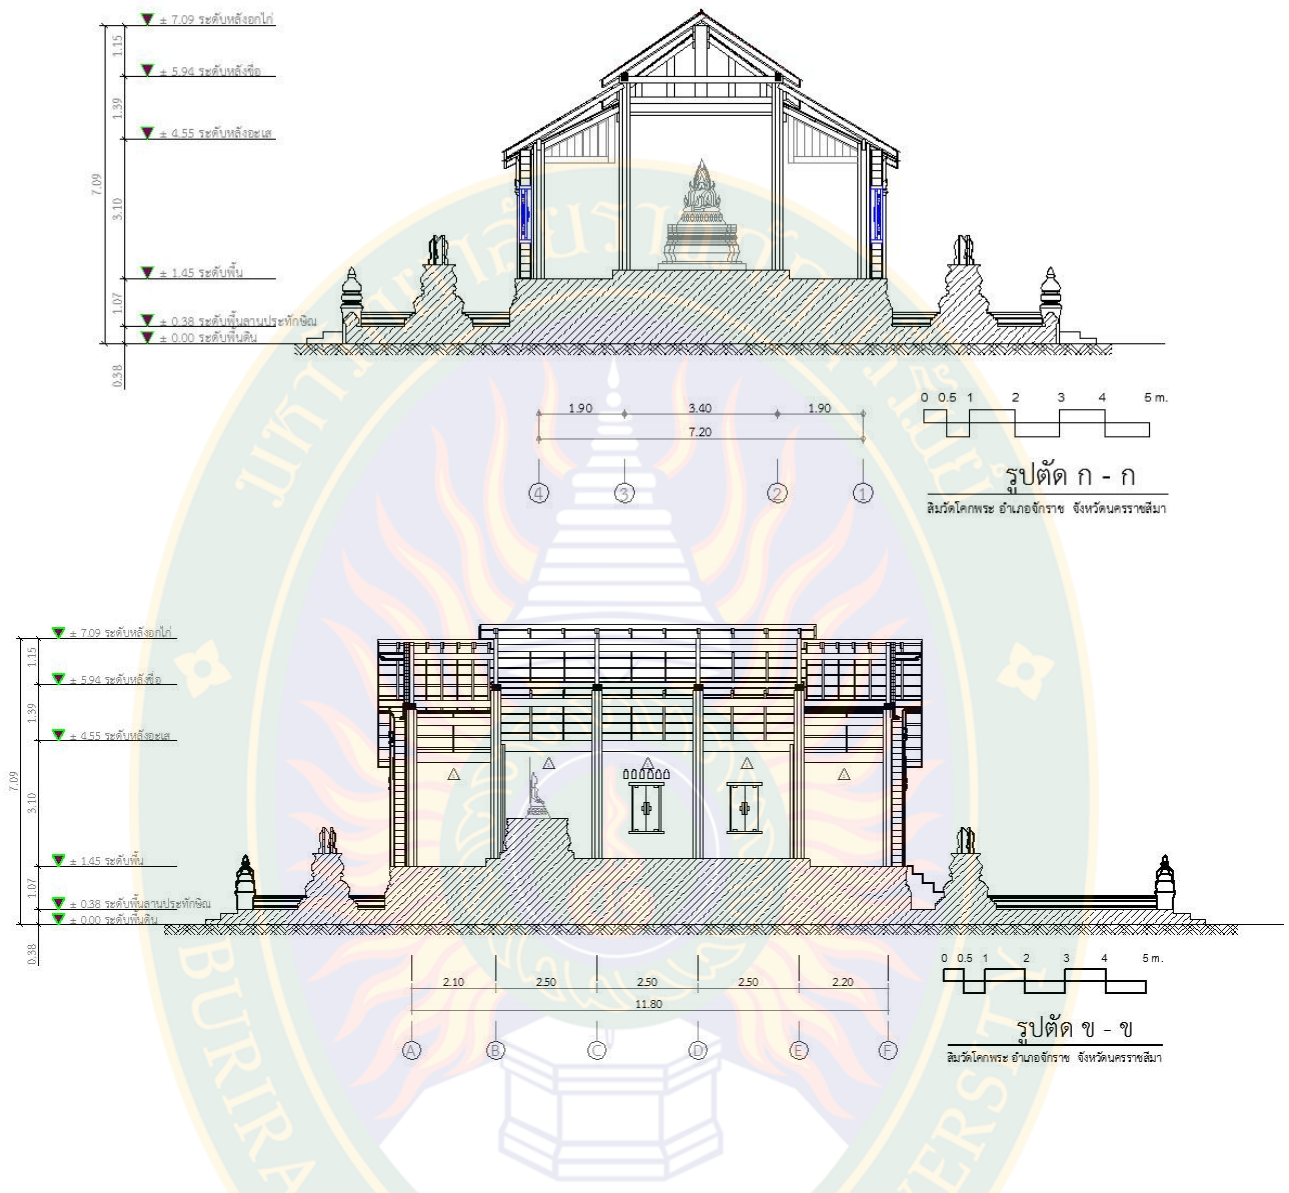 ± 7.09 ระดับหลังอกไก่
1.15
± 5.94 ระดับหลังขื่อ
1.39
± 4.55 ระดับหลังอะเส
7.09
3.10
± 1.45 ระดับพื้น
1.07
± 0.38 ระดับพื้นลานประทักษิณ
± 0.00 ระดับพื้นดิน
0.38
0 0.5 1 2 3 4 5 m.
1.90 3.40 1.90
7.20
4 3 2 1
รูปตัด ก - ก
สิมวัดโคกพระ อำเภอจักราช จังหวัดนครราชสีมา
± 7.09 ระดับหลังอกไก่
1.15
± 5.94 ระดับหลังขื่อ
1.39
± 4.55 ระดับหลังอะเส
7.09
3.10
± 1.45 ระดับพื้น
1.07
± 0.38 ระดับพื้นลานประทักษิณ
± 0.00 ระดับพื้นดิน
0.38
0 0.5 1 2 3 4 5 m.
2.10 2.50 2.50 2.50 2.20
11.80
A B C D E F
รูปตัด ข - ข
สิมวัดโคกพระ อำเภอจักราช จังหวัดนครราชสีมา